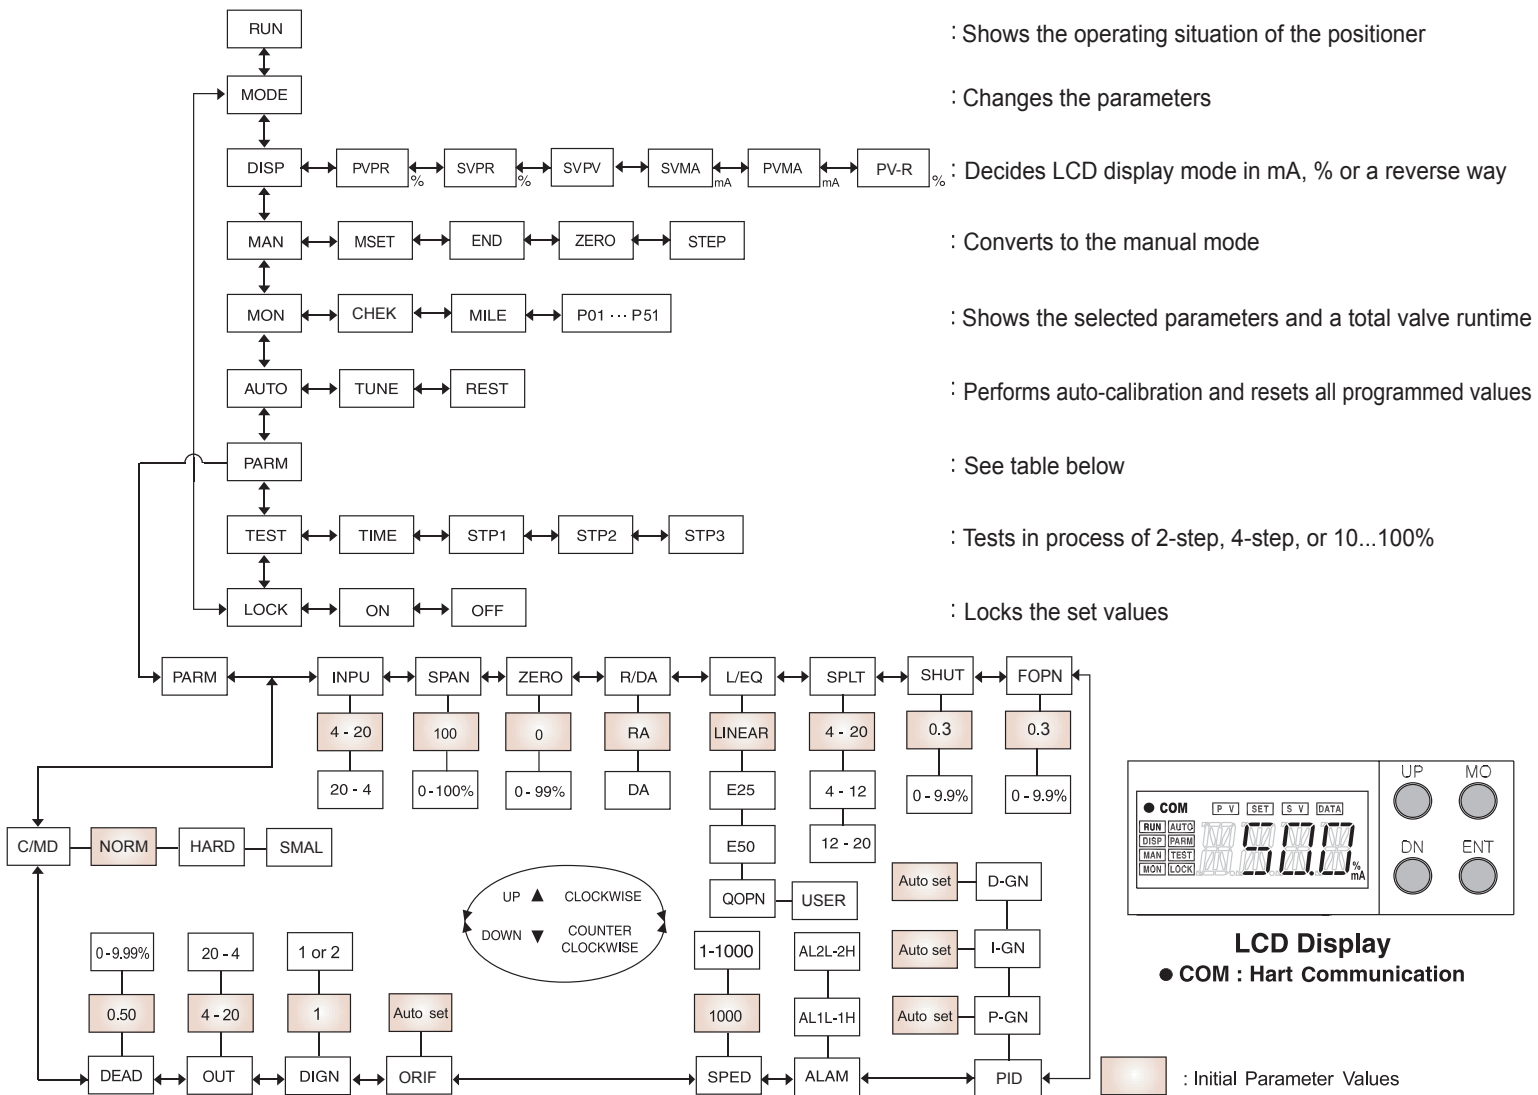 RUN : Shows the operating situation of the positioner
MODE : Changes the parameters
DISP PVPR % SVPR % SVPV SVMA mA PVMA mA PV-R % : Decides LCD display mode in mA, % or a reverse way
MAN MSET END ZERO STEP : Converts to the manual mode
MON CHEK MILE P01 ··· P51 : Shows the selected parameters and a total valve runtime
AUTO TUNE REST : Performs auto-calibration and resets all programmed values
PARM : See table below
TEST TIME STP1 STP2 STP3 : Tests in process of 2-step, 4-step, or 10...100%
LOCK ON OFF : Locks the set values
PARM INPU SPAN ZERO R/DA L/EQ SPLT SHUT FOPN
4 - 20 100 0 RA LINEAR 4 - 20 0.3 0.3
20 - 4 0-100% 0 - 99% DA E25 4 - 12 0 - 9.9% 0 - 9.9%
E50 12 - 20
QOPN USER
C/MD NORM HARD SMAL
UP ▲ CLOCKWISE
DOWN ▼ COUNTER
CLOCKWISE
Auto set D-GN
Auto set I-GN
Auto set P-GN
0-9.99% 20 - 4 1 or 2 1-1000 AL2L-2H
0.50 4 - 20 1 Auto set 1000 AL1L-1H
DEAD OUT DIGN ORIF SPED ALAM PID
UP MO
● COM P V SET S V DATA
RUN AUTO
DISP PARM
MAN TEST
MON LOCK
50.0 % mA
DN ENT
LCD Display
● COM : Hart Communication
: Initial Parameter Values